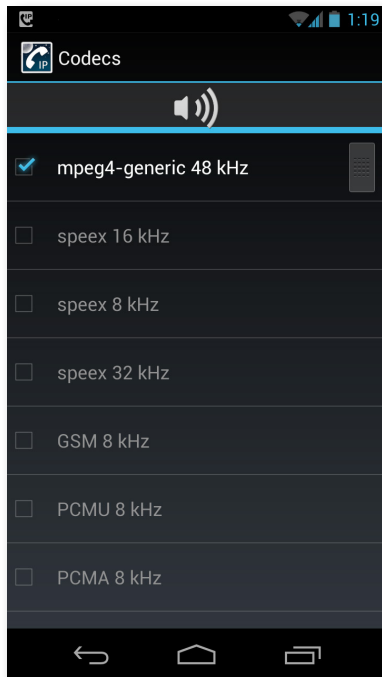 1:19
IP
Codecs
mpeg4-generic 48 kHz
speex 16 kHz
speex 8 kHz
speex 32 kHz
GSM 8 kHz
PCMU 8 kHz
PCMA 8 kHz